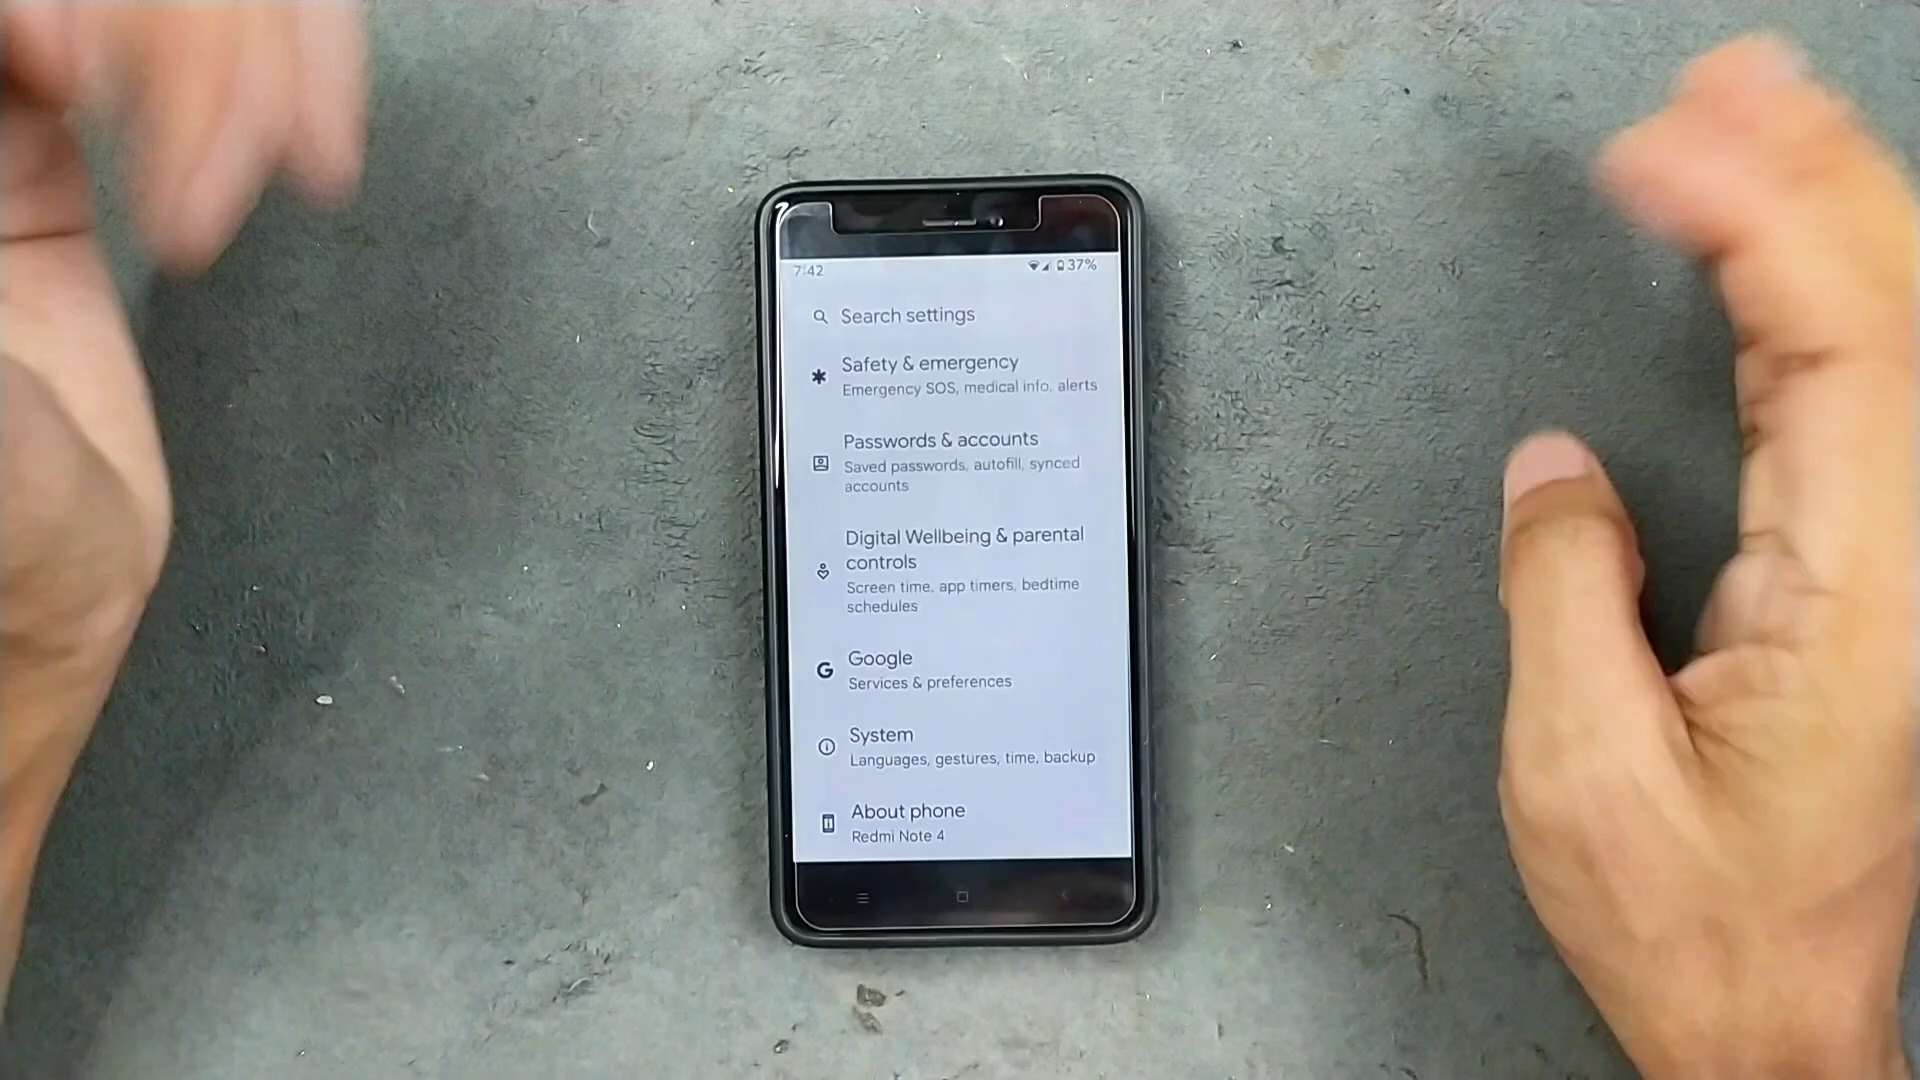 7:42
37%
Search settings
Safety & emergency
Emergency SOS, medical info, alerts
Passwords & accounts
Saved passwords, autofill, synced
accounts
Digital Wellbeing & parental
controls
Screen time, app timers, bedtime
schedules
Google
Services & preferences
System
Languages, gestures, time, backup
About phone
Redmi Note 4